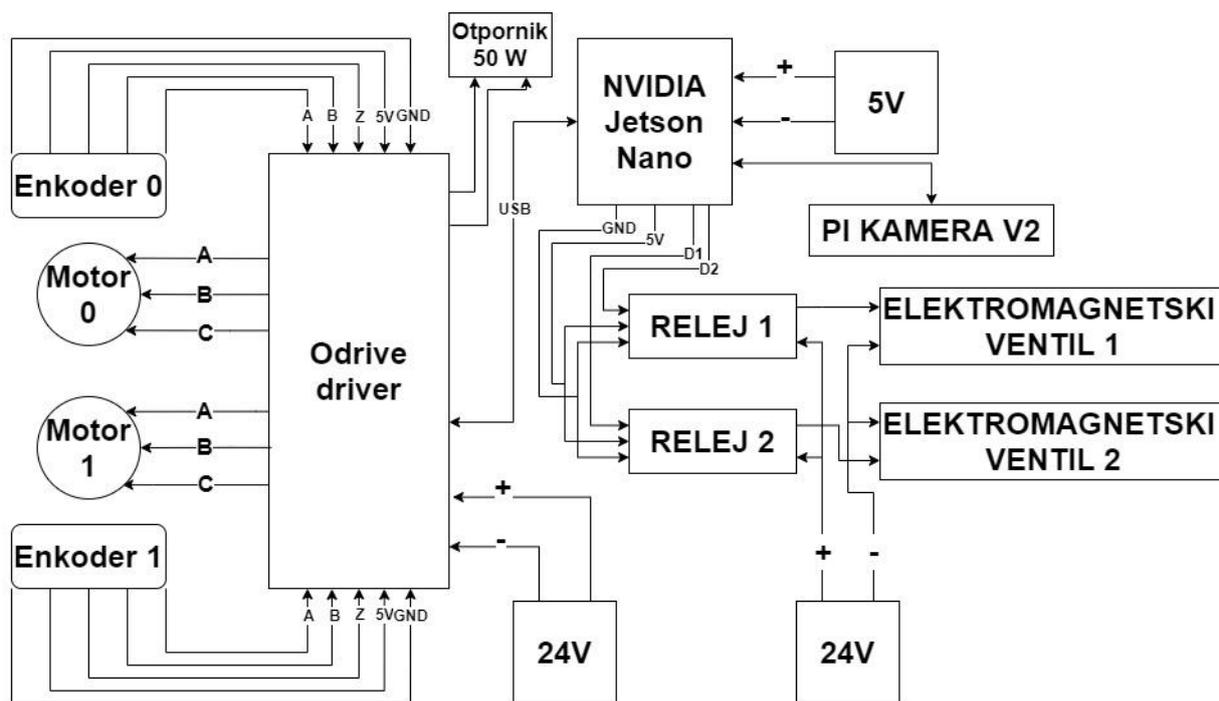 Otpornik
50 W
NVIDIA
Jetson
Nano
+
-
5V
A
B
Z
5V
GND
Enkoder 0
USB
GND
5V
D1
D2
PI KAMERA V2
Motor
0
A
B
C
Odrive
driver
RELEJ 1
ELEKTROMAGNETSKI
VENTIL 1
Motor
1
A
B
C
RELEJ 2
ELEKTROMAGNETSKI
VENTIL 2
+
-
Enkoder 1
A
B
Z
5V
GND
24V
+
-
24V